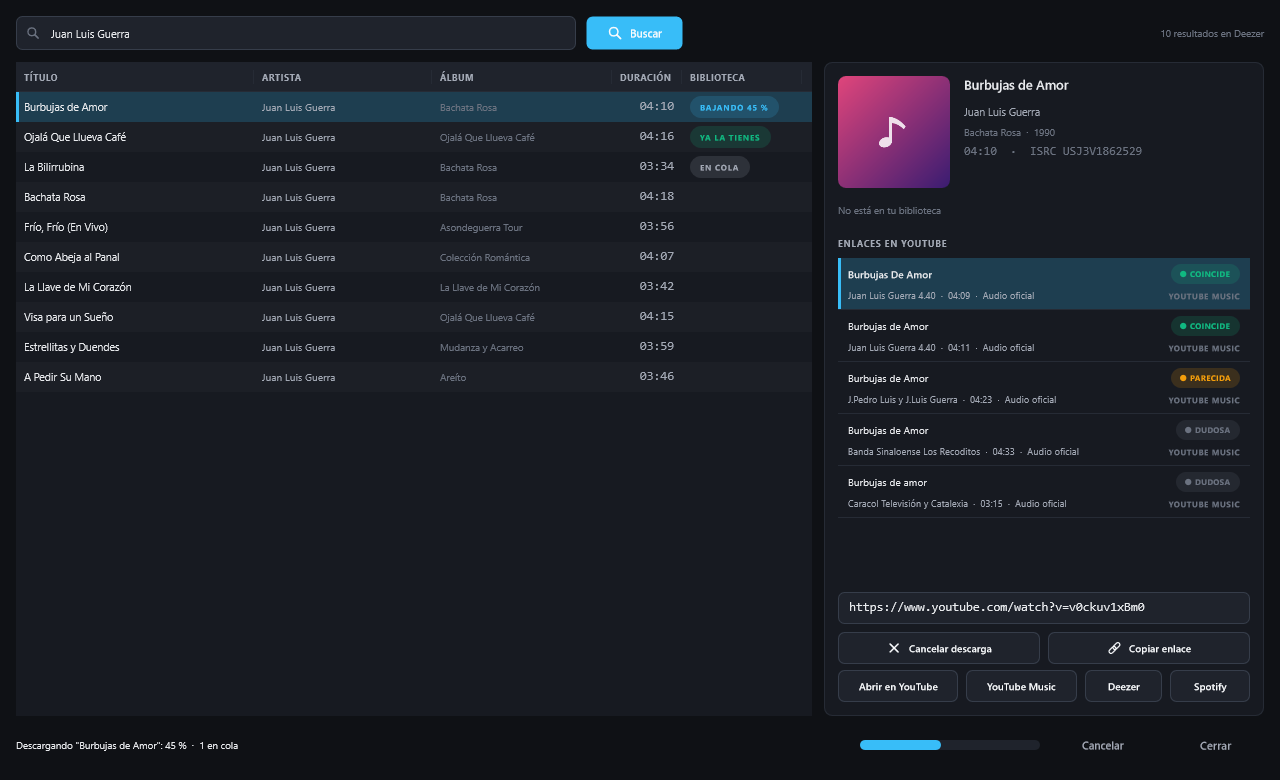 Juan Luis Guerra
Buscar
10 resultados en Deezer
TÍTULO ARTISTA ÁLBUM DURACIÓN BIBLIOTECA
Burbujas de Amor Juan Luis Guerra Bachata Rosa 04:10 BAJANDO 45 %
Ojalá Que Llueva Café Juan Luis Guerra Ojalá Que Llueva Café 04:16 YA LA TIENES
La Bilirrubina Juan Luis Guerra Bachata Rosa 03:34 EN COLA
Bachata Rosa Juan Luis Guerra Bachata Rosa 04:18
Frío, Frío (En Vivo) Juan Luis Guerra Asondeguerra Tour 03:56
Como Abeja al Panal Juan Luis Guerra Colección Romántica 04:07
La Llave de Mi Corazón Juan Luis Guerra La Llave de Mi Corazón 03:42
Visa para un Sueño Juan Luis Guerra Ojalá Que Llueva Café 04:15
Estrellitas y Duendes Juan Luis Guerra Mudanza y Acarreo 03:59
A Pedir Su Mano Juan Luis Guerra Areíto 03:46
Burbujas de Amor
Juan Luis Guerra
Bachata Rosa · 1990
04:10 · ISRC USJ3V1862529
No está en tu biblioteca
ENLACES EN YOUTUBE
Burbujas De Amor COINCIDE
Juan Luis Guerra 4.40 · 04:09 · Audio oficial YOUTUBE MUSIC
Burbujas de Amor COINCIDE
Juan Luis Guerra 4.40 · 04:11 · Audio oficial YOUTUBE MUSIC
Burbujas de Amor PARECIDA
J.Pedro Luis y J.Luis Guerra · 04:23 · Audio oficial YOUTUBE MUSIC
Burbujas de Amor DUDOSA
Banda Sinaloense Los Recoditos · 04:33 · Audio oficial YOUTUBE MUSIC
Burbujas de amor DUDOSA
Caracol Televisión y Catalexia · 03:15 · Audio oficial YOUTUBE MUSIC
https://www.youtube.com/watch?v=v0ckuv1xBm0
Cancelar descarga Copiar enlace
Abrir en YouTube YouTube Music Deezer Spotify
Descargando "Burbujas de Amor": 45 % · 1 en cola
Cancelar Cerrar